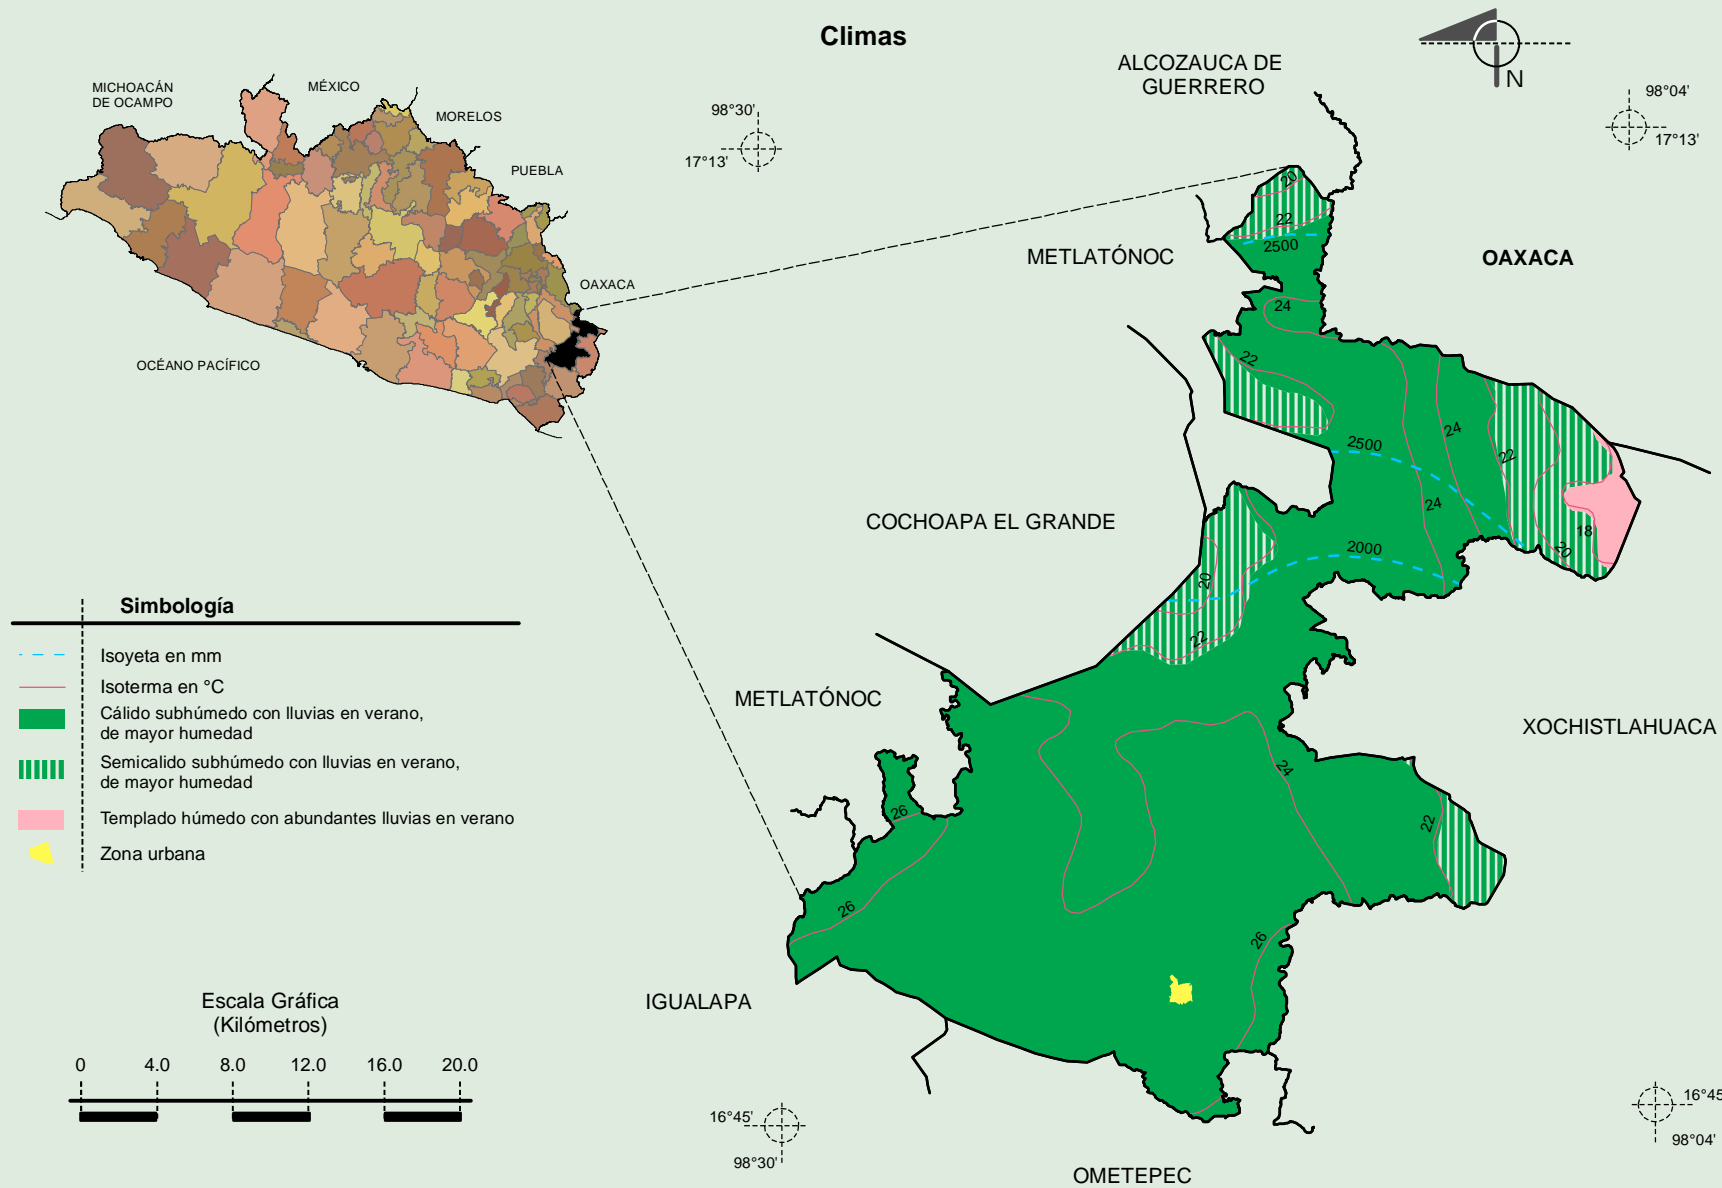 Climas
N
MICHOACÁN
DE OCAMPO
MÉXICO
MORELOS
PUEBLA
OAXACA
OCÉANO PACÍFICO
98°30'
17°13'
98°04'
17°13'
ALCOZAUCA DE
GUERRERO
METLATÓNOC
OAXACA
COCHOAPA EL GRANDE
METLATÓNOC
XOCHISTLAHUACA
IGUALAPA
OMETEPEC
20
22
2500
24
22
2500
24
22
24
18
20
2000
20
22
24
22
26
26
26
Simbología
Isoyeta en mm
Isoterma en °C
Cálido subhúmedo con lluvias en verano,
de mayor humedad
Semicalido subhúmedo con lluvias en verano,
de mayor humedad
Templado húmedo con abundantes lluvias en verano
Zona urbana
Escala Gráfica
(Kilómetros)
0 4.0 8.0 12.0 16.0 20.0
16°45'
98°30'
16°45
98°04'